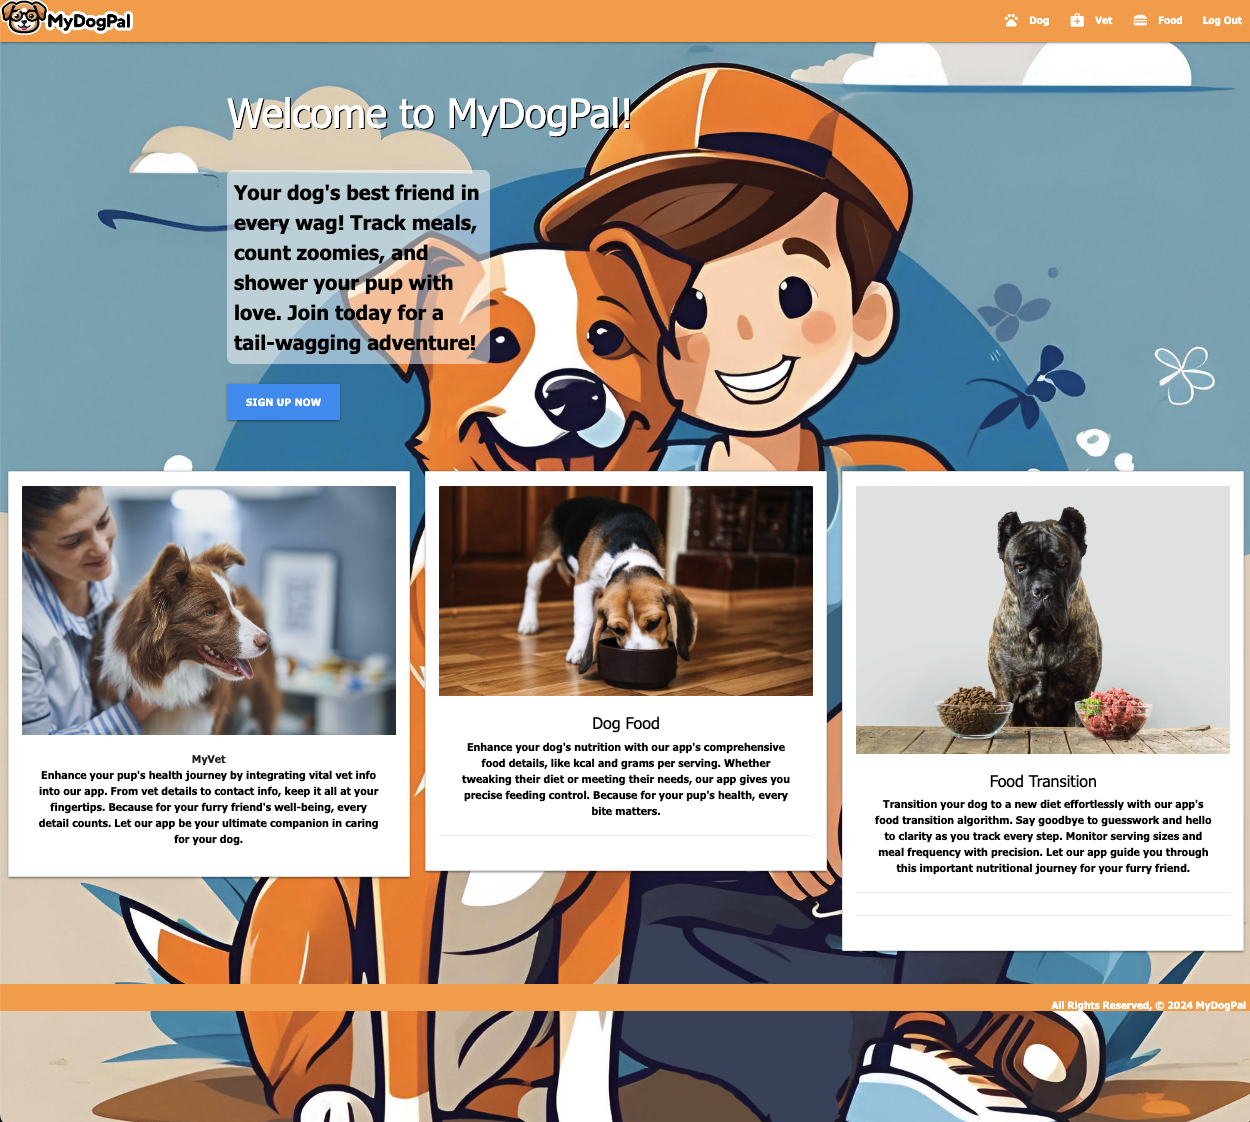 MyDogPal
Dog
Vet
Food
Log Out
Welcome to MyDogPal!
Your dog's best friend in
every wag! Track meals,
count zoomies, and
shower your pup with
love. Join today for a
tail-wagging adventure!
SIGN UP NOW
MyVet
Enhance your pup's health journey by integrating vital vet info
into our app. From vet details to contact info, keep it all at your
fingertips. Because for your furry friend's well-being, every
detail counts. Let our app be your ultimate companion in caring
for your dog.
Dog Food
Enhance your dog's nutrition with our app's comprehensive
food details, like kcal and grams per serving. Whether
tweaking their diet or meeting their needs, our app gives you
precise feeding control. Because for your pup's health, every
bite matters.
Food Transition
Transition your dog to a new diet effortlessly with our app's
food transition algorithm. Say goodbye to guesswork and hello
to clarity as you track every step. Monitor serving sizes and
meal frequency with precision. Let our app guide you through
this important nutritional journey for your furry friend.
All Rights Reserved, © 2024 MyDogPal